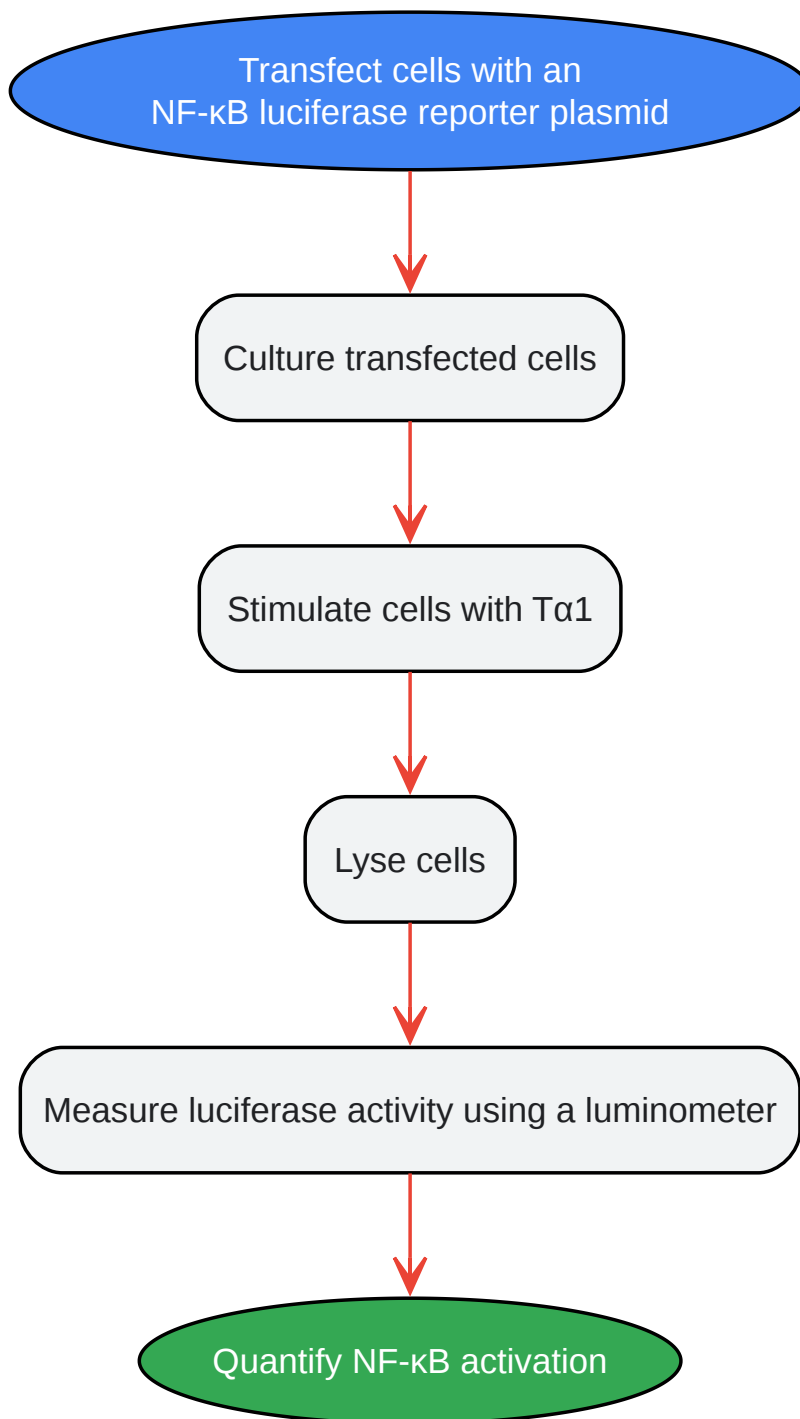 Transfect cells with an
NF-κB luciferase reporter plasmid
Culture transfected cells
Stimulate cells with Tα1
Lyse cells
Measure luciferase activity using a luminometer
Quantify NF-κB activation